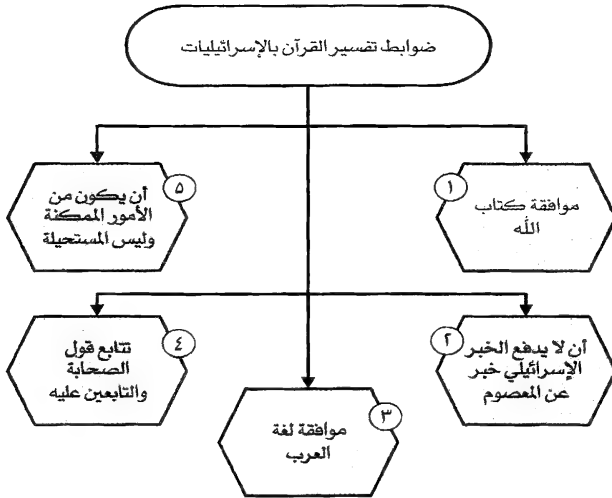 ضوابط تفسير القرآن بالإسرائيليات
١
موافقة كتاب
الله
٢
أن لا يدفع الخبر
الإسرائيلي خبر
عن المعصوم
٣
موافقة لغة
العرب
٤
تتابع قول
الصحابة
والتابعين عليه
٥
أن يكون من
الأمور الممكنة
وليس المستحيلة